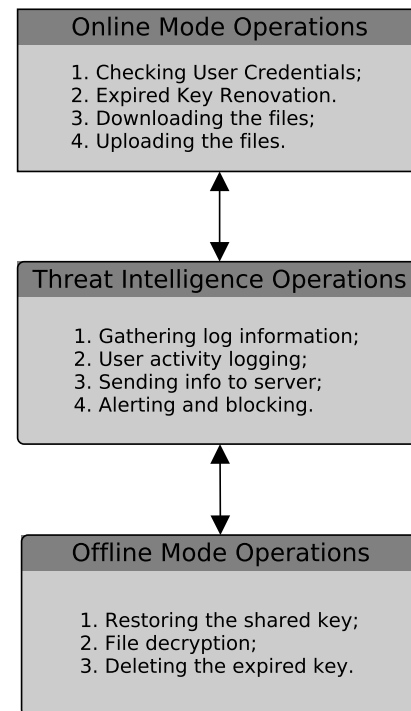 Online Mode Operations
1. Checking User Credentials;
2. Expired Key Renovation.
3. Downloading the files;
4. Uploading the files.
Threat Intelligence Operations
1. Gathering log information;
2. User activity logging;
3. Sending info to server;
4. Alerting and blocking.
Offline Mode Operations
1. Restoring the shared key;
2. File decryption;
3. Deleting the expired key.